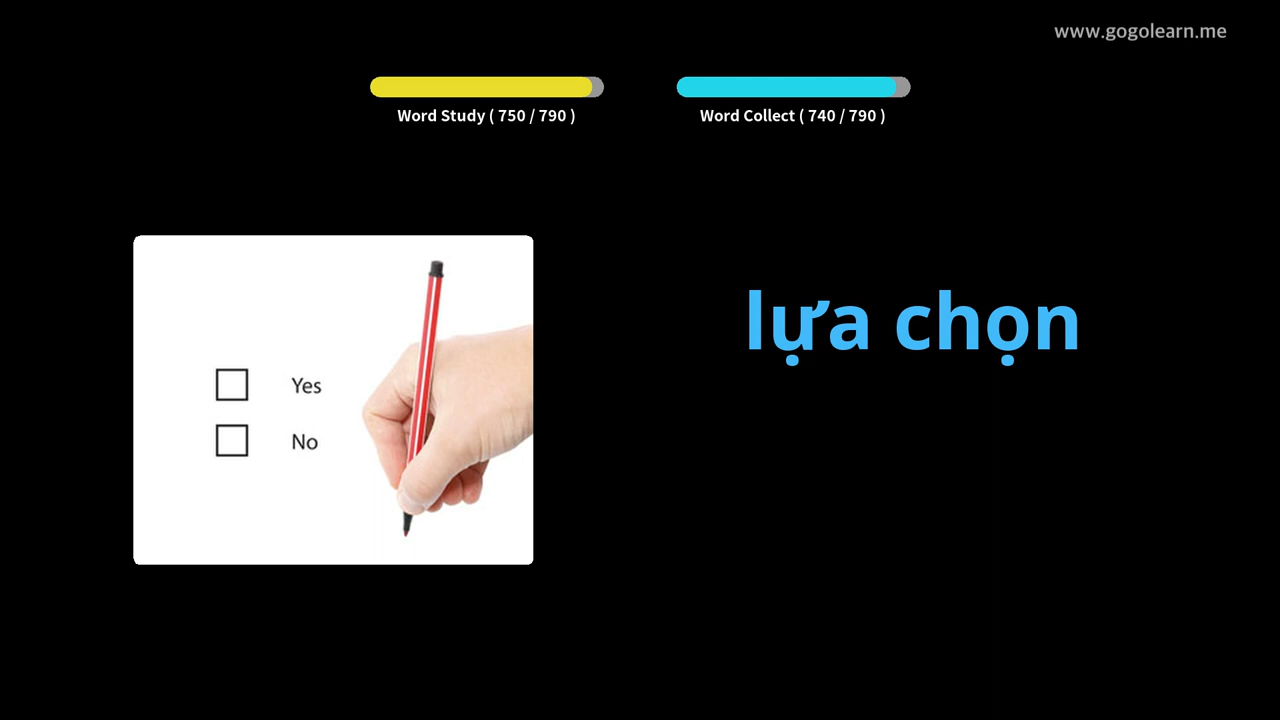 www.gogolearn.me
Word Study ( 750 / 790 )
Word Collect ( 740 / 790 )
Yes
No
lựa chọn